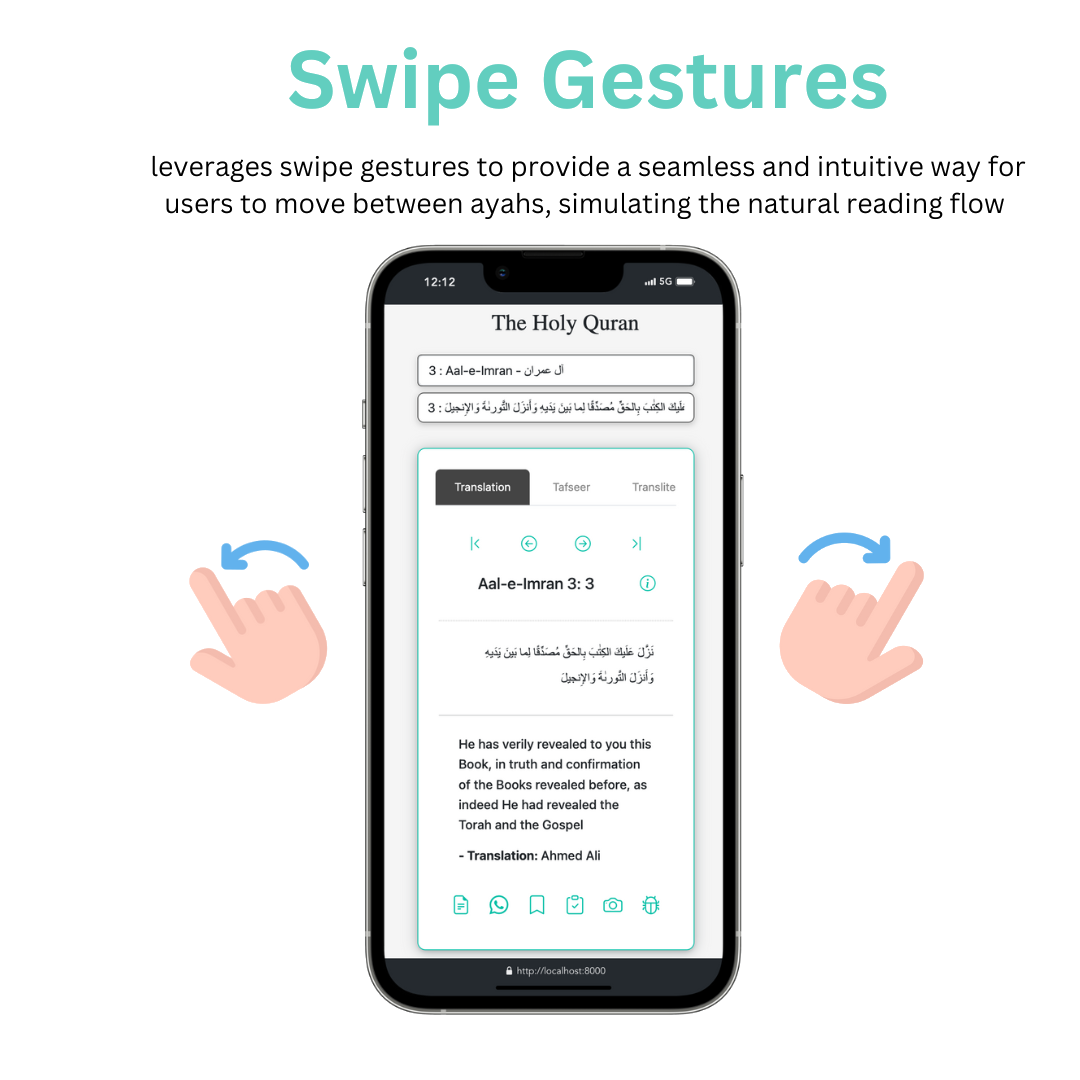 Swipe Gestures
leverages swipe gestures to provide a seamless and intuitive way for
users to move between ayahs, simulating the natural reading flow
12:12
5G
The Holy Quran
3 : Aal-e-Imran - آل عمران
3 : عَلَيكَ الكِتٰبَ بِالحَقِّ مُصَدِّقًا لِما بَينَ يَدَيهِ وَأَنزَلَ التَّورىٰةَ وَالإِنجيلَ
Translation Tafseer Translite
Aal-e-Imran 3: 3
نَزَّلَ عَلَيكَ الكِتٰبَ بِالحَقِّ مُصَدِّقًا لِما بَينَ يَدَيهِ
وَأَنزَلَ التَّورىٰةَ وَالإِنجيلَ
He has verily revealed to you this
Book, in truth and confirmation
of the Books revealed before, as
indeed He had revealed the
Torah and the Gospel
- Translation: Ahmed Ali
http://localhost:8000